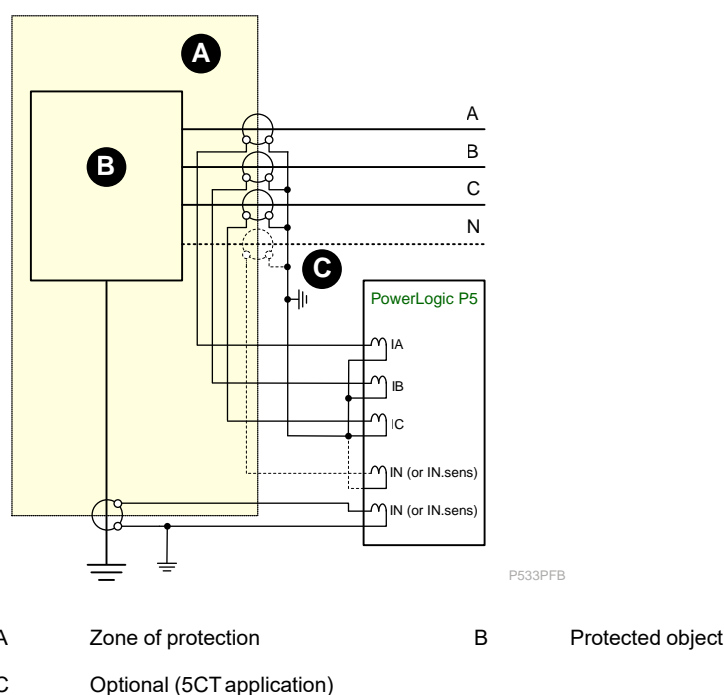 A
A
B
B
C
N
C
PowerLogic P5
IA
IB
IC
IN (or IN.sens)
IN (or IN.sens)
P533PFB
A Zone of protection B Protected object
C Optional (5CT application)